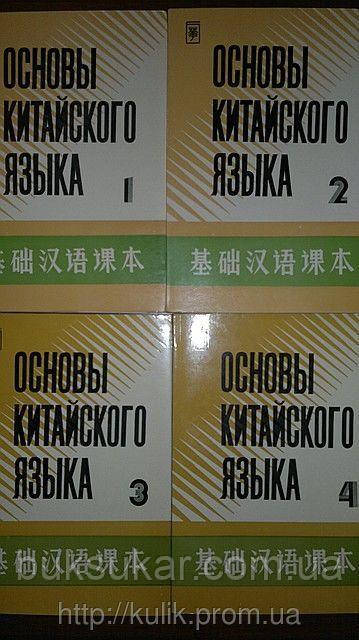 ОСНОВЫ
КИТАЙСКОГО
ЯЗЫКА 1
基础汉语课本
ОСНОВЫ
КИТАЙСКОГО
ЯЗЫКА 2
基础汉语课本
ОСНОВЫ
КИТАЙСКОГО
ЯЗЫКА 3
基础汉语课本
ОСНОВЫ
КИТАЙСКОГО
ЯЗЫКА 4
基础汉语课本
buksukar.com.ua
http://kulik.prom.ua